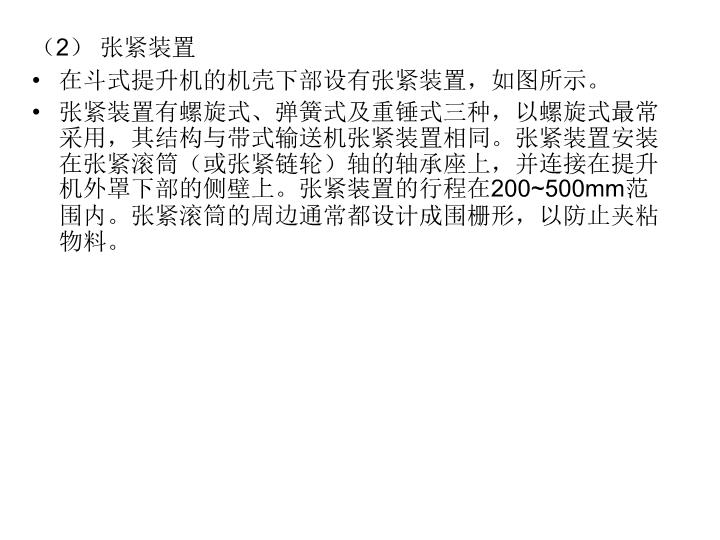 （2） 张紧装置
• 在斗式提升机的机壳下部设有张紧装置，如图所示。
• 张紧装置有螺旋式、弹簧式及重锤式三种，以螺旋式最常
采用，其结构与带式输送机张紧装置相同。张紧装置安装
在张紧滚筒（或张紧链轮）轴的轴承座上，并连接在提升
机外罩下部的侧壁上。张紧装置的行程在200~500mm范
围内。张紧滚筒的周边通常都设计成围栅形，以防止夹粘
物料。